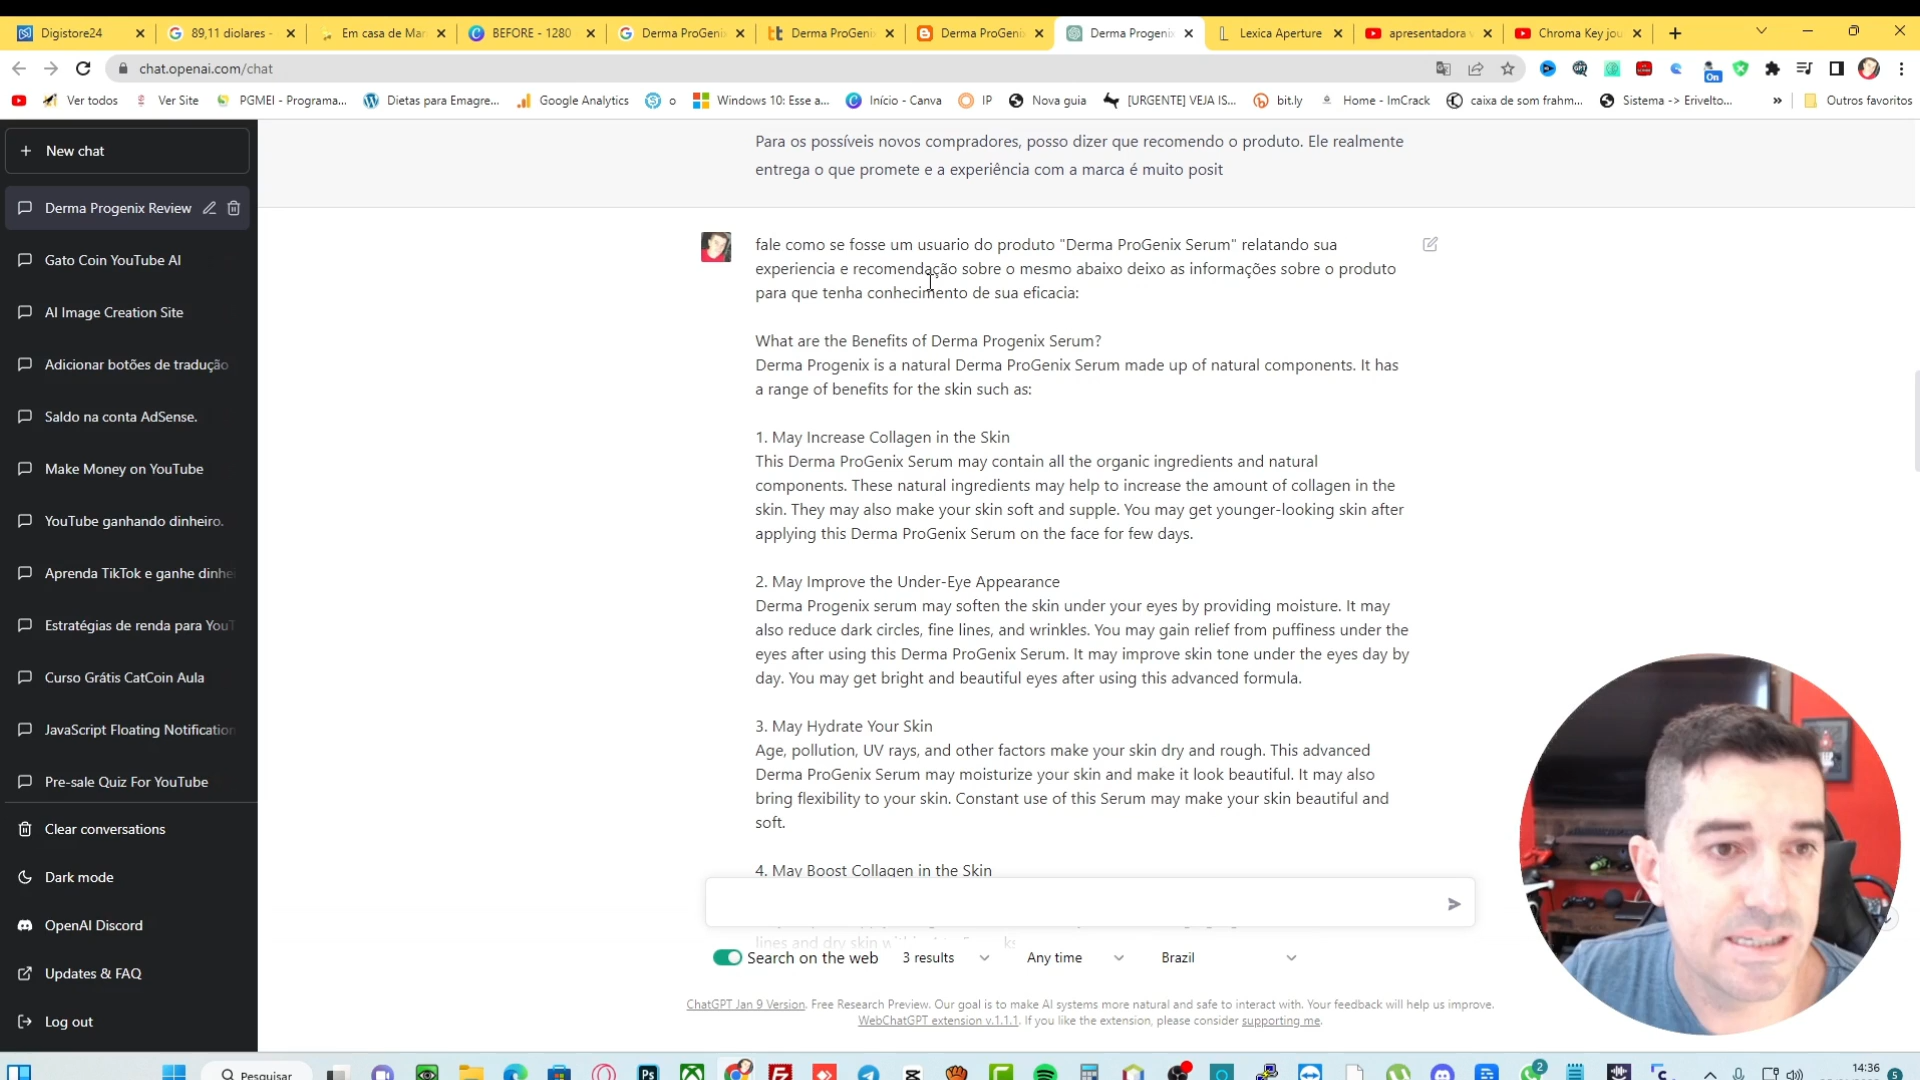 Digistore24
89,11 diolares -
Em casa de Mar
BEFORE - 1280
Derma ProGeni
Derma ProGenix
Derma ProGeni
Derma Progenix
Lexica Aperture
apresentadora
Chroma Key jou
chat.openai.com/chat
On
Ver todos
Ver Site
PGMEI - Programa...
Dietas para Emagre...
Google Analytics
o
Windows 10: Esse a...
Início - Canva
IP
Nova guia
[URGENTE] VEJA IS...
bit.ly
Home - ImCrack
caixa de som frahm...
Sistema -> Erivelto...
»
Outros favoritos
+ New chat
Derma Progenix Review
Gato Coin YouTube AI
AI Image Creation Site
Adicionar botões de tradução
Saldo na conta AdSense.
Make Money on YouTube
YouTube ganhando dinheiro.
Aprenda TikTok e ganhe dinhe
Estratégias de renda para YouT
Curso Grátis CatCoin Aula
JavaScript Floating Notification
Pre-sale Quiz For YouTube
Clear conversations
Dark mode
OpenAI Discord
Updates & FAQ
Log out
Para os possíveis novos compradores, posso dizer que recomendo o produto. Ele realmente
entrega o que promete e a experiência com a marca é muito posit
fale como se fosse um usuario do produto "Derma ProGenix Serum" relatando sua
experiencia e recomendação sobre o mesmo abaixo deixo as informações sobre o produto
para que tenha conhecimento de sua eficacia:
What are the Benefits of Derma Progenix Serum?
Derma Progenix is a natural Derma ProGenix Serum made up of natural components. It has
a range of benefits for the skin such as:
1. May Increase Collagen in the Skin
This Derma ProGenix Serum may contain all the organic ingredients and natural
components. These natural ingredients may help to increase the amount of collagen in the
skin. They may also make your skin soft and supple. You may get younger-looking skin after
applying this Derma ProGenix Serum on the face for few days.
2. May Improve the Under-Eye Appearance
Derma Progenix serum may soften the skin under your eyes by providing moisture. It may
also reduce dark circles, fine lines, and wrinkles. You may gain relief from puffiness under the
eyes after using this Derma ProGenix Serum. It may improve skin tone under the eyes day by
day. You may get bright and beautiful eyes after using this advanced formula.
3. May Hydrate Your Skin
Age, pollution, UV rays, and other factors make your skin dry and rough. This advanced
Derma ProGenix Serum may moisturize your skin and make it look beautiful. It may also
bring flexibility to your skin. Constant use of this Serum may make your skin beautiful and
soft.
4. May Boost Collagen in the Skin
lines and dry skin
Search on the web
3 results
Any time
Brazil
ChatGPT Jan 9 Version. Free Research Preview. Our goal is to make AI systems more natural and safe to interact with. Your feedback will help us improve.
WebChatGPT extension v.1.1.1. If you like the extension, please consider supporting me.
Pesquisar
Ps
2
14:36
5